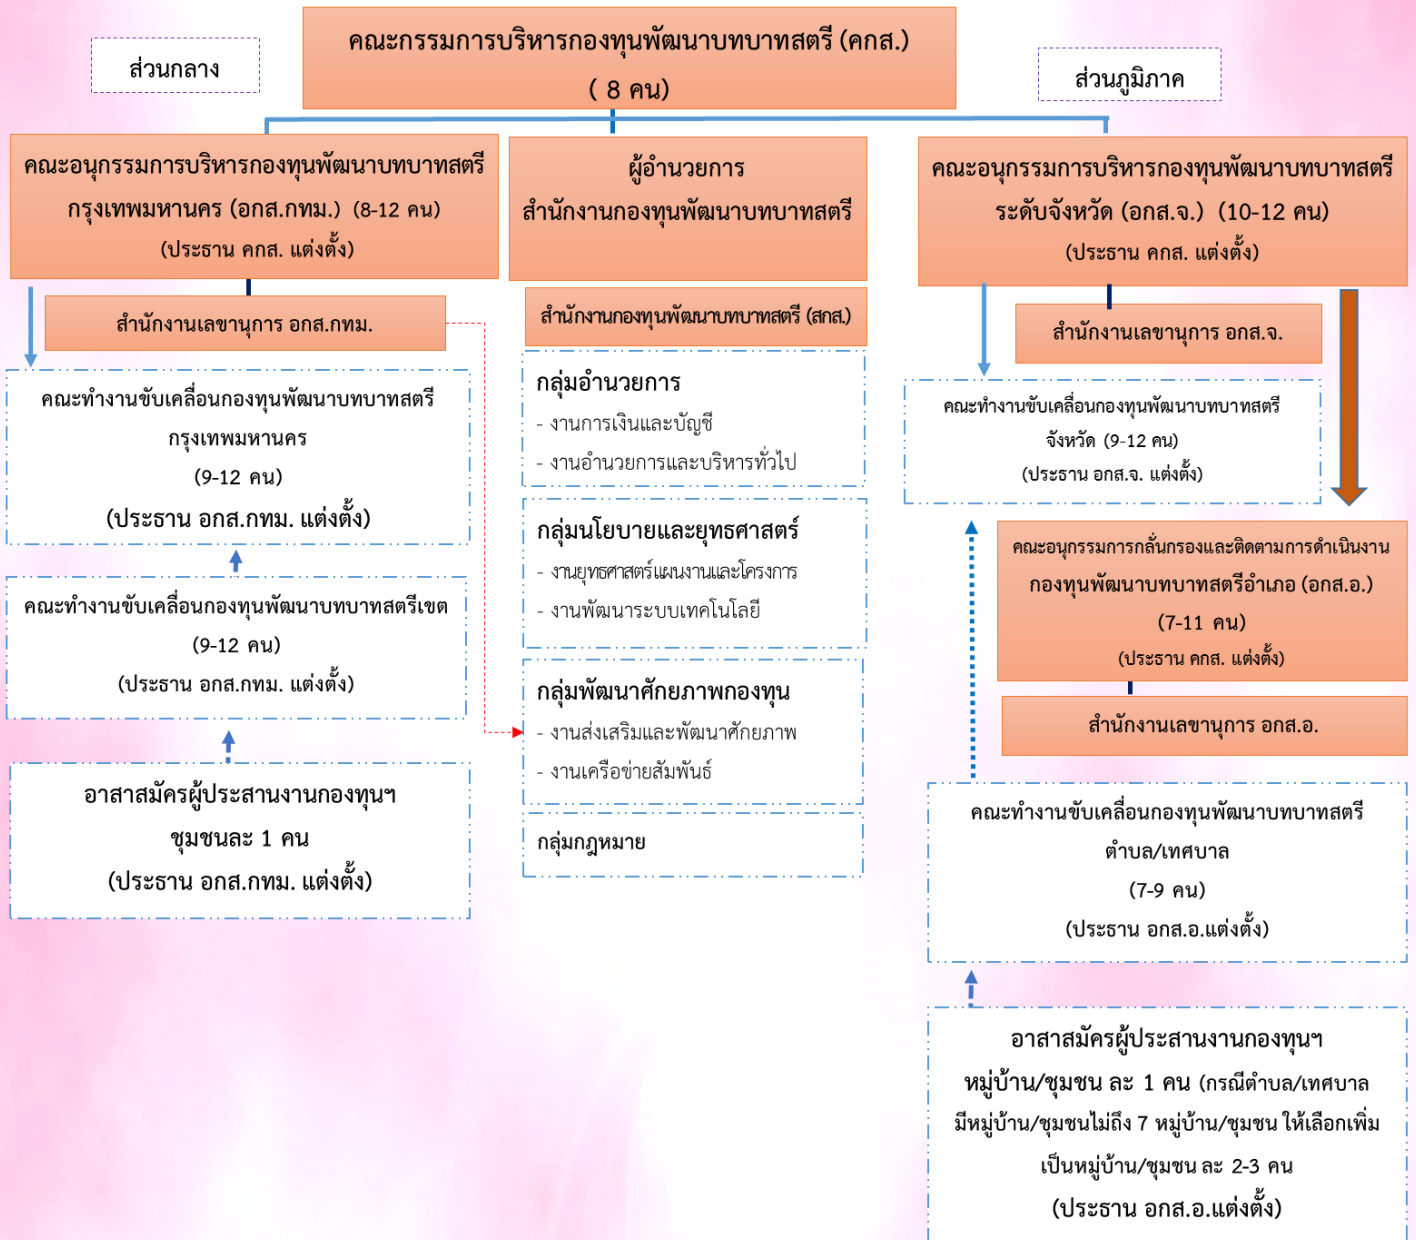 คณะกรรมการบริหารกองทุนพัฒนาบทบาทสตรี (คกส.)
( 8 คน)
ส่วนกลาง
ส่วนภูมิภาค
คณะอนุกรรมการบริหารกองทุนพัฒนาบทบาทสตรี
กรุงเทพมหานคร (อกส.กทม.) (8-12 คน)
(ประธาน คกส. แต่งตั้ง)
สำนักงานเลขานุการ อกส.กทม.
คณะทำงานขับเคลื่อนกองทุนพัฒนาบทบาทสตรี
กรุงเทพมหานคร
(9-12 คน)
(ประธาน อกส.กทม. แต่งตั้ง)
คณะทำงานขับเคลื่อนกองทุนพัฒนาบทบาทสตรีเขต
(9-12 คน)
(ประธาน อกส.กทม. แต่งตั้ง)
อาสาสมัครผู้ประสานงานกองทุนฯ
ชุมชนละ 1 คน
(ประธาน อกส.กทม. แต่งตั้ง)
ผู้อำนวยการ
สำนักงานกองทุนพัฒนาบทบาทสตรี
สำนักงานกองทุนพัฒนาบทบาทสตรี (สกส.)
กลุ่มอำนวยการ
- งานการเงินและบัญชี
- งานอำนวยการและบริหารทั่วไป
กลุ่มนโยบายและยุทธศาสตร์
- งานยุทธศาสตร์แผนงานและโครงการ
- งานพัฒนาระบบเทคโนโลยี
กลุ่มพัฒนาศักยภาพกองทุน
- งานส่งเสริมและพัฒนาศักยภาพ
- งานเครือข่ายสัมพันธ์
กลุ่มกฎหมาย
คณะอนุกรรมการบริหารกองทุนพัฒนาบทบาทสตรี
ระดับจังหวัด (อกส.จ.) (10-12 คน)
(ประธาน คกส. แต่งตั้ง)
สำนักงานเลขานุการ อกส.จ.
คณะทำงานขับเคลื่อนกองทุนพัฒนาบทบาทสตรี
จังหวัด (9-12 คน)
(ประธาน อกส.จ. แต่งตั้ง)
คณะอนุกรรมการกลั่นกรองและติดตามการดำเนินงาน
กองทุนพัฒนาบทบาทสตรีอำเภอ (อกส.อ.)
(7-11 คน)
(ประธาน คกส. แต่งตั้ง)
สำนักงานเลขานุการ อกส.อ.
คณะทำงานขับเคลื่อนกองทุนพัฒนาบทบาทสตรี
ตำบล/เทศบาล
(7-9 คน)
(ประธาน อกส.อ.แต่งตั้ง)
อาสาสมัครผู้ประสานงานกองทุนฯ
หมู่บ้าน/ชุมชน ละ 1 คน (กรณีตำบล/เทศบาล
มีหมู่บ้าน/ชุมชนไม่ถึง 7 หมู่บ้าน/ชุมชน ให้เลือกเพิ่ม
เป็นหมู่บ้าน/ชุมชน ละ 2-3 คน
(ประธาน อกส.อ.แต่งตั้ง)